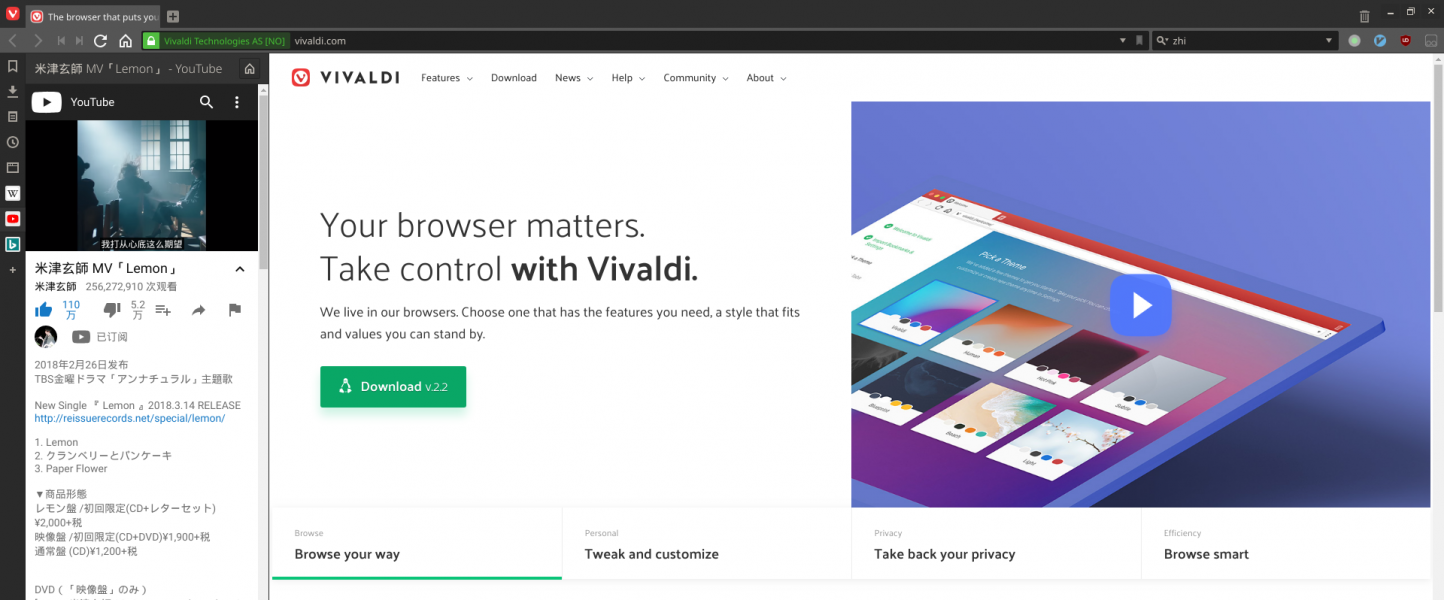 The browser that puts you
Vivaldi Technologies AS [NO]
vivaldi.com
zhi
米津玄師 MV「Lemon」 - YouTube
YouTube
我打从心底这么期望
米津玄師 MV「Lemon」
米津玄師 256,272,910 次观看
110万
5.2万
已订阅
2018年2月26日发布
TBS金曜ドラマ「アンナチュラル」主題歌
New Single 『 Lemon 』2018.3.14 RELEASE
http://reissuerecords.net/special/lemon/
1. Lemon
2. クランベリーとパンケーキ
3. Paper Flower
▼商品形態
レモン盤 /初回限定(CD+レターセット)
¥2,000+税
映像盤 /初回限定(CD+DVD)¥1,900+税
通常盤 (CD)¥1,200+税
DVD（「映像盤」のみ）
VIVALDI
Features
Download
News
Help
Community
About
Your browser matters.
Take control with Vivaldi.
We live in our browsers. Choose one that has the features you need, a style that fits
and values you can stand by.
Download v.2.2
Pick a Theme
Vivaldi
Human
Hotpink
Subtle
Blueprint
Beach
Light
Browse
Browse your way
Personal
Tweak and customize
Privacy
Take back your privacy
Efficiency
Browse smart